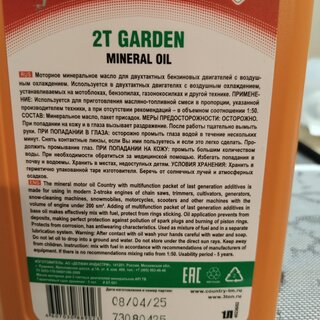 2T GARDEN
MINERAL OIL
RUS Моторное минеральное масло для двухтактных бензиновых двигателей с воздуш-
ным охлаждением. Используется в двухтактных двигателях с воздушным охлаждением,
устанавливаемых на мотоблоках, бензопилах, газонокосилках и другой технике. ПРИМЕНЕ-
НИЕ: Используется для приготовления масляно-топливной смеси в пропорции, указанной
производителем техники, а при отсутствии рекомендаций – в объемном соотношении 1:50.
СОСТАВ: Минеральное масло, пакет присадок. МЕРЫ ПРЕДОСТОРОЖНОСТИ: ОСТОРОЖНО.
При попадании на кожу и в глаза вызывает раздражение. После работы тщательно вымыть
руки. ПРИ ПОПАДАНИИ В ГЛАЗА: осторожно промыть глаза водой в течение нескольких
минут. Снять контактные линзы, если Вы ими пользуетесь и если это легко сделать. Про-
должить промывание глаз. ПРИ ПОПАДАНИИ НА КОЖУ: промыть большим количеством
воды. При необходимости обратиться за медицинской помощью. Избегать попадания в
почву и водоемы. Хранить в местах, недоступных детям. УСЛОВИЯ ХРАНЕНИЯ: Хранить в
герметично упакованной таре изготовителя. Беречь от солнечных лучей и атмосферных
осадков.
ENG The mineral motor oil Country with multifunction packet of last generation additives is
made for using in modern 2-stroke engines of chain saws, trimmers, cultivators, generators,
snow-cleaning machines, snowmobiles, motorcycles, scooters and other machines with the
volume of engine under 200 sm³. Adding of multifunction packet of last generation additives in
base oil makes effectively mix with fuel, protect from rings sticking. Oil application prevents from
deposits, making perfect protection against pollution of spark plugs and burning of piston rings.
Protects from corrosion, has antiwearing characteristics. Used as mixture of fuel and in a separate
lubrication system. Warning: After contact with oil wash your hands carefully with water and soap.
Do not let oil to drop into a ground and water. Do not store under the direct sun rays. Keep away
from children. Instruction: mix with fuel in accordance with recommendations of manufacturers of
equipment. If there is no recommendations mixing ratio 1:50. Usability period - 5 years.
EAC
www.country-lm.ru
www.3ton.ru
1Л
08/04/25
73080425